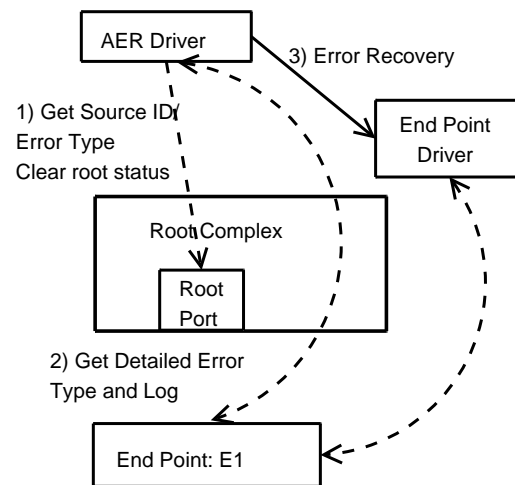 AER Driver
3) Error Recovery
1) Get Source ID/
Error Type
Clear root status
End Point
Driver
Root Complex
Root
Port
2) Get Detailed Error
Type and Log
End Point: E1